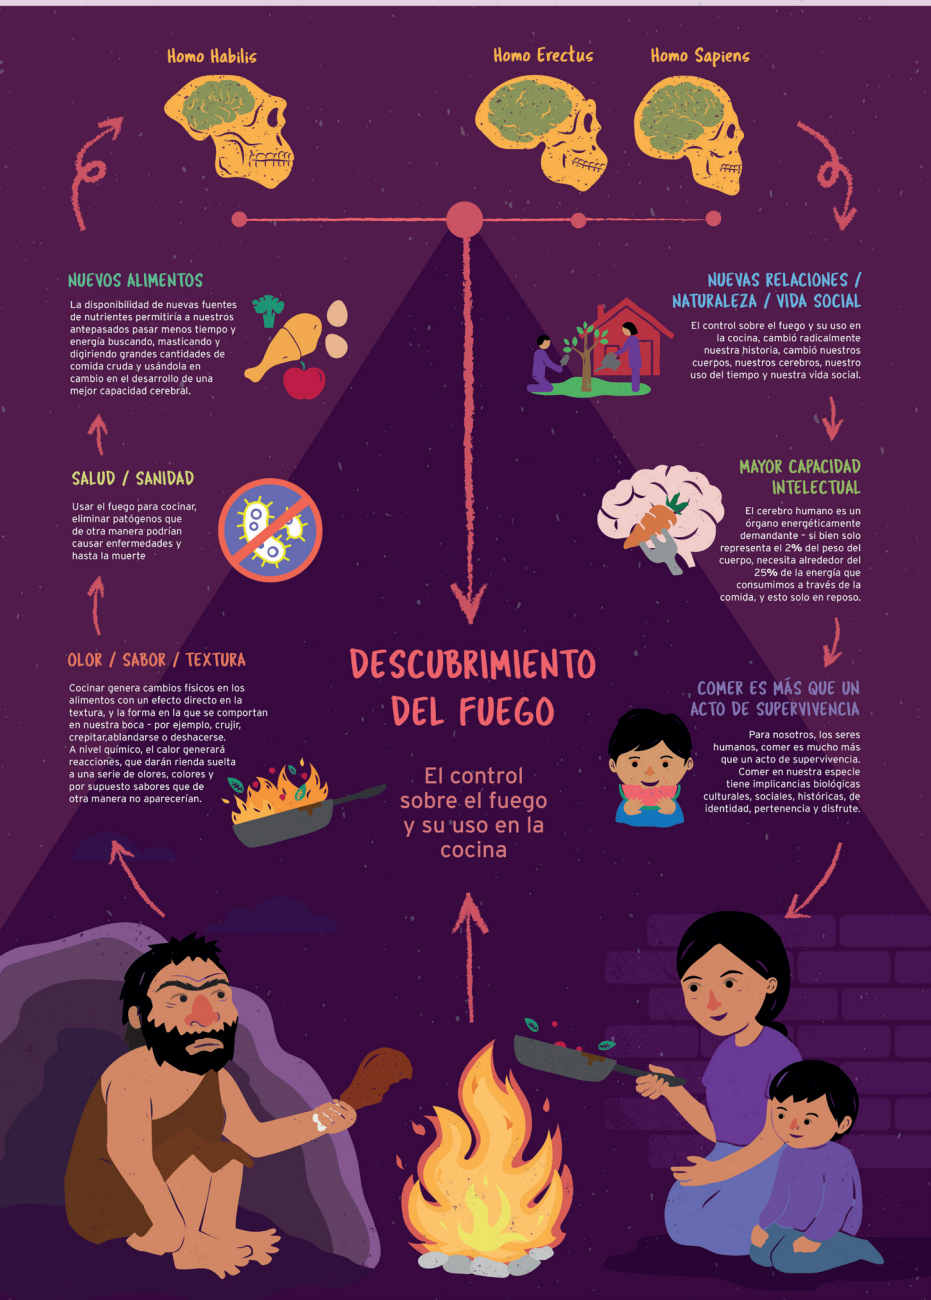 Homo Habilis
Homo Erectus
Homo Sapiens
NUEVOS ALIMENTOS
La disponibilidad de nuevas fuentes
de nutrientes permitiría a nuestros
antepasados pasar menos tiempo y
energía buscando, masticando y
digiriendo grandes cantidades de
comida cruda y usándola en
cambio en el desarrollo de una
mejor capacidad cerebral.
SALUD / SANIDAD
Usar el fuego para cocinar,
eliminar patógenos que
de otra manera podrían
causar enfermedades y
hasta la muerte
OLOR / SABOR / TEXTURA
Cocinar genera cambios físicos en los
alimentos con un efecto directo en la
textura, y la forma en la que se comportan
en nuestra boca – por ejemplo, crujir,
crepitar,ablandarse o deshacerse.
A nivel químico, el calor generará
reacciones, que darán rienda suelta
a una serie de olores, colores y
por supuesto sabores que de
otra manera no aparecerían.
DESCUBRIMIENTO
DEL FUEGO
El control
sobre el fuego
y su uso en la
cocina
NUEVAS RELACIONES /
NATURALEZA / VIDA SOCIAL
El control sobre el fuego y su uso en
la cocina, cambió radicalmente
nuestra historia, cambió nuestros
cuerpos, nuestros cerebros, nuestro
uso del tiempo y nuestra vida social.
MAYOR CAPACIDAD
INTELECTUAL
El cerebro humano es un
órgano energéticamente
demandante – si bien solo
representa el 2% del peso del
cuerpo, necesita alrededor del
25% de la energía que
consumimos a través de la
comida, y esto solo en reposo.
COMER ES MÁS QUE UN
ACTO DE SUPERVIVENCIA
Para nosotros, los seres
humanos, comer es mucho más
que un acto de supervivencia.
Comer en nuestra especie
tiene implicancias biológicas
culturales, sociales, históricas, de
identidad, pertenencia y disfrute.